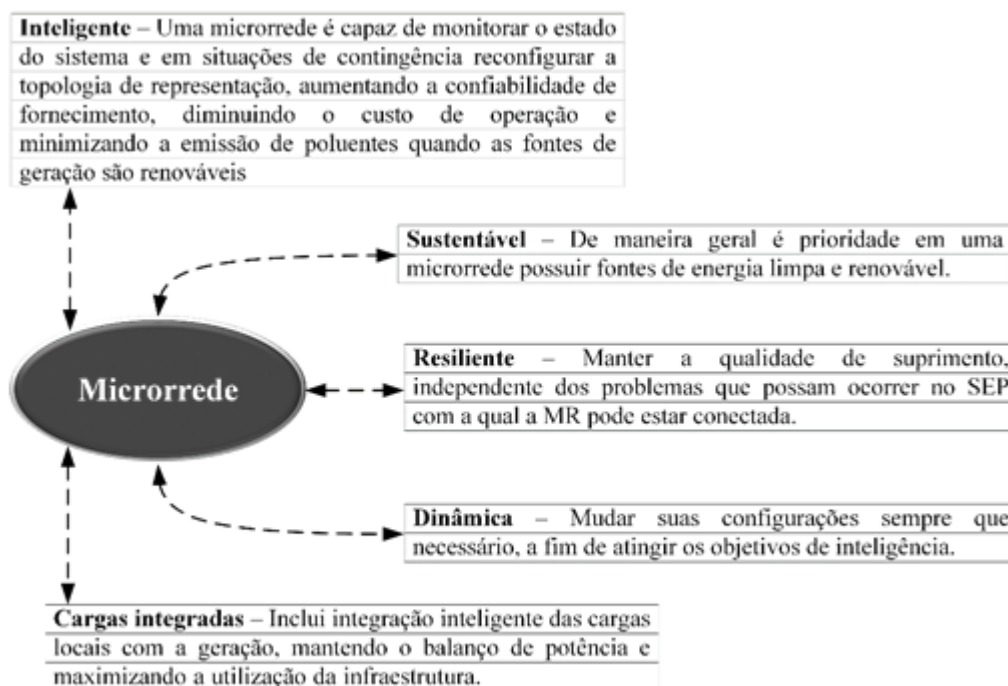 Inteligente – Uma microrrede é capaz de monitorar o estado
do sistema e em situações de contingência reconfigurar a
topologia de representação, aumentando a confiabilidade de
fornecimento, diminuindo o custo de operação e
minimizando a emissão de poluentes quando as fontes de
geração são renováveis
Sustentável – De maneira geral é prioridade em uma
microrrede possuir fontes de energia limpa e renovável.
Microrrede
Resiliente – Manter a qualidade de suprimento,
independente dos problemas que possam ocorrer no SEP
com a qual a MR pode estar conectada.
Dinâmica – Mudar suas configurações sempre que
necessário, a fim de atingir os objetivos de inteligência.
Cargas integradas – Inclui integração inteligente das cargas
locais com a geração, mantendo o balanço de potência e
maximizando a utilização da infraestrutura.